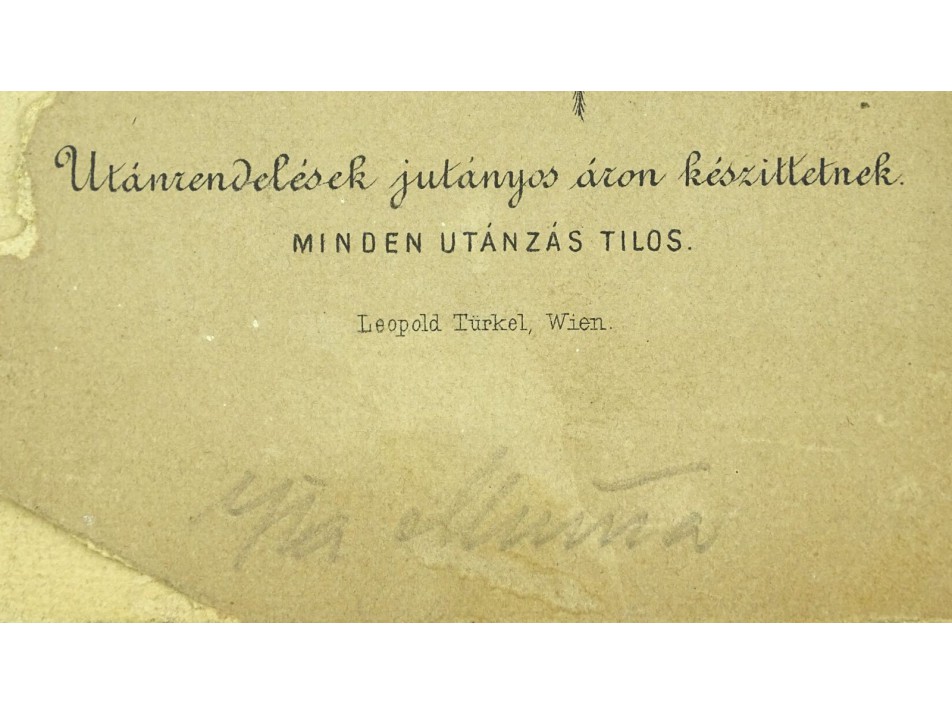 Utánrendelések jutányos áron készittetnek.
MINDEN UTÁNZÁS TILOS.
Leopold Türkel, Wien.